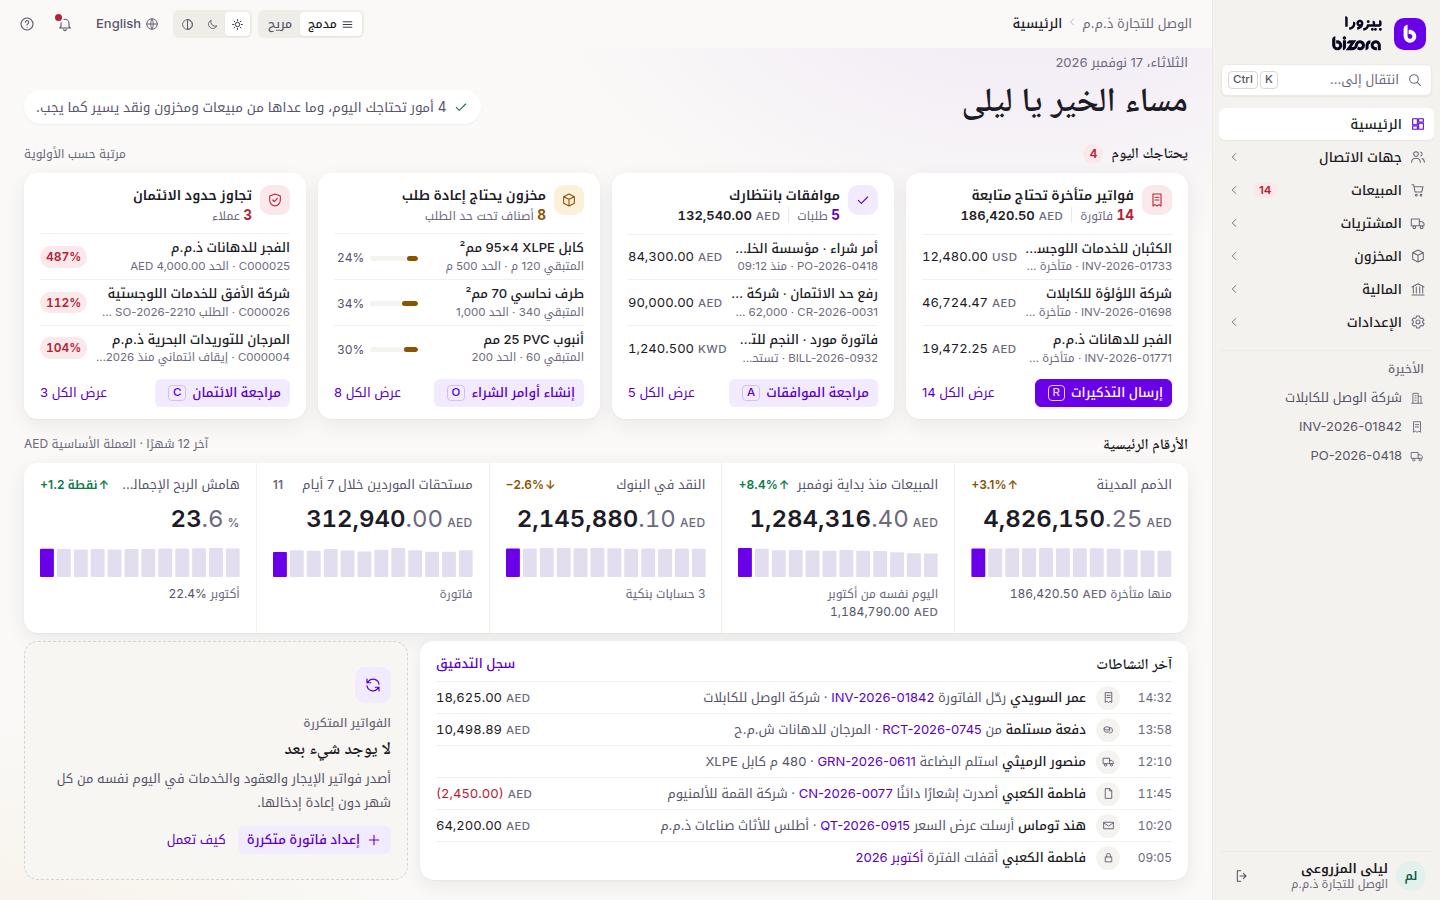 بيزورا
bizora
انتقال إلى...
Ctrl K
الرئيسية
جهات الاتصال
المبيعات 14
المشتريات
المخزون
المالية
الإعدادات
الأخيرة
شركة الوصل للكابلات
INV-2026-01842
PO-2026-0418
ليلى المزروعي
الوصل للتجارة ذ.م.م
لم
الوصل للتجارة ذ.م.م
الرئيسية
مدمج
مريح
English
الثلاثاء، 17 نوفمبر 2026
مساء الخير يا ليلى
4 أمور تحتاجك اليوم، وما عداها من مبيعات ومخزون ونقد يسير كما يجب.
يحتاجك اليوم 4
مرتبة حسب الأولوية
فواتير متأخرة تحتاج متابعة
14 فاتورة
186,420.50 AED
الكثبان للخدمات اللوجسـ...
12,480.00 USD
INV-2026-01733 · متأخرة ...
شركة اللؤلؤة للكابلات
46,724.47 AED
INV-2026-01698 · متأخرة ...
الفجر للدهانات ذ.م.م
19,472.25 AED
INV-2026-01771 · متأخرة ...
إرسال التذكيرات R
عرض الكل 14
موافقات بانتظارك
5 طلبات
132,540.00 AED
أمر شراء · مؤسسة الخلـ...
84,300.00 AED
PO-2026-0418 · منذ 09:12
رفع حد الائتمان · شركة ...
90,000.00 AED
CR-2026-0031 · 62,000 ...
فاتورة مورد · النجم للتـ...
1,240.500 KWD
BILL-2026-0932 · تستحـ...
مراجعة الموافقات A
عرض الكل 5
مخزون يحتاج إعادة طلب
8 أصناف تحت حد الطلب
كابل XLPE 4×95 مم²
24%
المتبقي 120 م · الحد 500 م
طرف نحاسي 70 مم²
34%
المتبقي 340 · الحد 1,000
أنبوب PVC 25 مم
30%
المتبقي 60 · الحد 200
إنشاء أوامر الشراء O
عرض الكل 8
تجاوز حدود الائتمان
3 عملاء
الفجر للدهانات ذ.م.م
487%
C000025 · الحد 4,000.00 AED
شركة الأفق للخدمات اللوجستية
112%
C000026 · الطلب SO-2026-2210 ...
المرجان للتوريدات البحرية ذ.م.م
104%
C000004 · إيقاف ائتماني منذ 2026...
مراجعة الائتمان C
عرض الكل 3
الأرقام الرئيسية
آخر 12 شهرًا · العملة الأساسية AED
الذمم المدينة
↑+3.1%
4,826,150.25 AED
منها متأخرة 186,420.50 AED
المبيعات منذ بداية نوفمبر
↑+8.4%
1,284,316.40 AED
اليوم نفسه من أكتوبر
1,184,790.00 AED
النقد في البنوك
↓−2.6%
2,145,880.10 AED
3 حسابات بنكية
مستحقات الموردين خلال 7 أيام
11
312,940.00 AED
فاتورة
هامش الربح الإجمالـ...
↑+1.2 نقطة
23.6 %
أكتوبر 22.4%
آخر النشاطات
سجل التدقيق
14:32 عمر السويدي رحّل الفاتورة INV-2026-01842 · شركة الوصل للكابلات 18,625.00 AED
13:58 دفعة مستلمة من RCT-2026-0745 · المرجان للدهانات ش.م.ح 10,498.89 AED
12:10 منصور الرميثي استلم البضاعة GRN-2026-0611 · 480 م كابل XLPE
11:45 فاطمة الكعبي أصدرت إشعارًا دائنًا CN-2026-0077 · شركة القمة للألمنيوم (2,450.00) AED
10:20 هند توماس أرسلت عرض السعر QT-2026-0915 · أطلس للأثاث صناعات ذ.م.م 64,200.00 AED
09:05 فاطمة الكعبي أقفلت الفترة أكتوبر 2026
الفواتير المتكررة
لا يوجد شيء بعد
أصدر فواتير الإيجار والعقود والخدمات في اليوم نفسه من كل
شهر دون إعادة إدخالها.
إعداد فاتورة متكررة
كيف تعمل